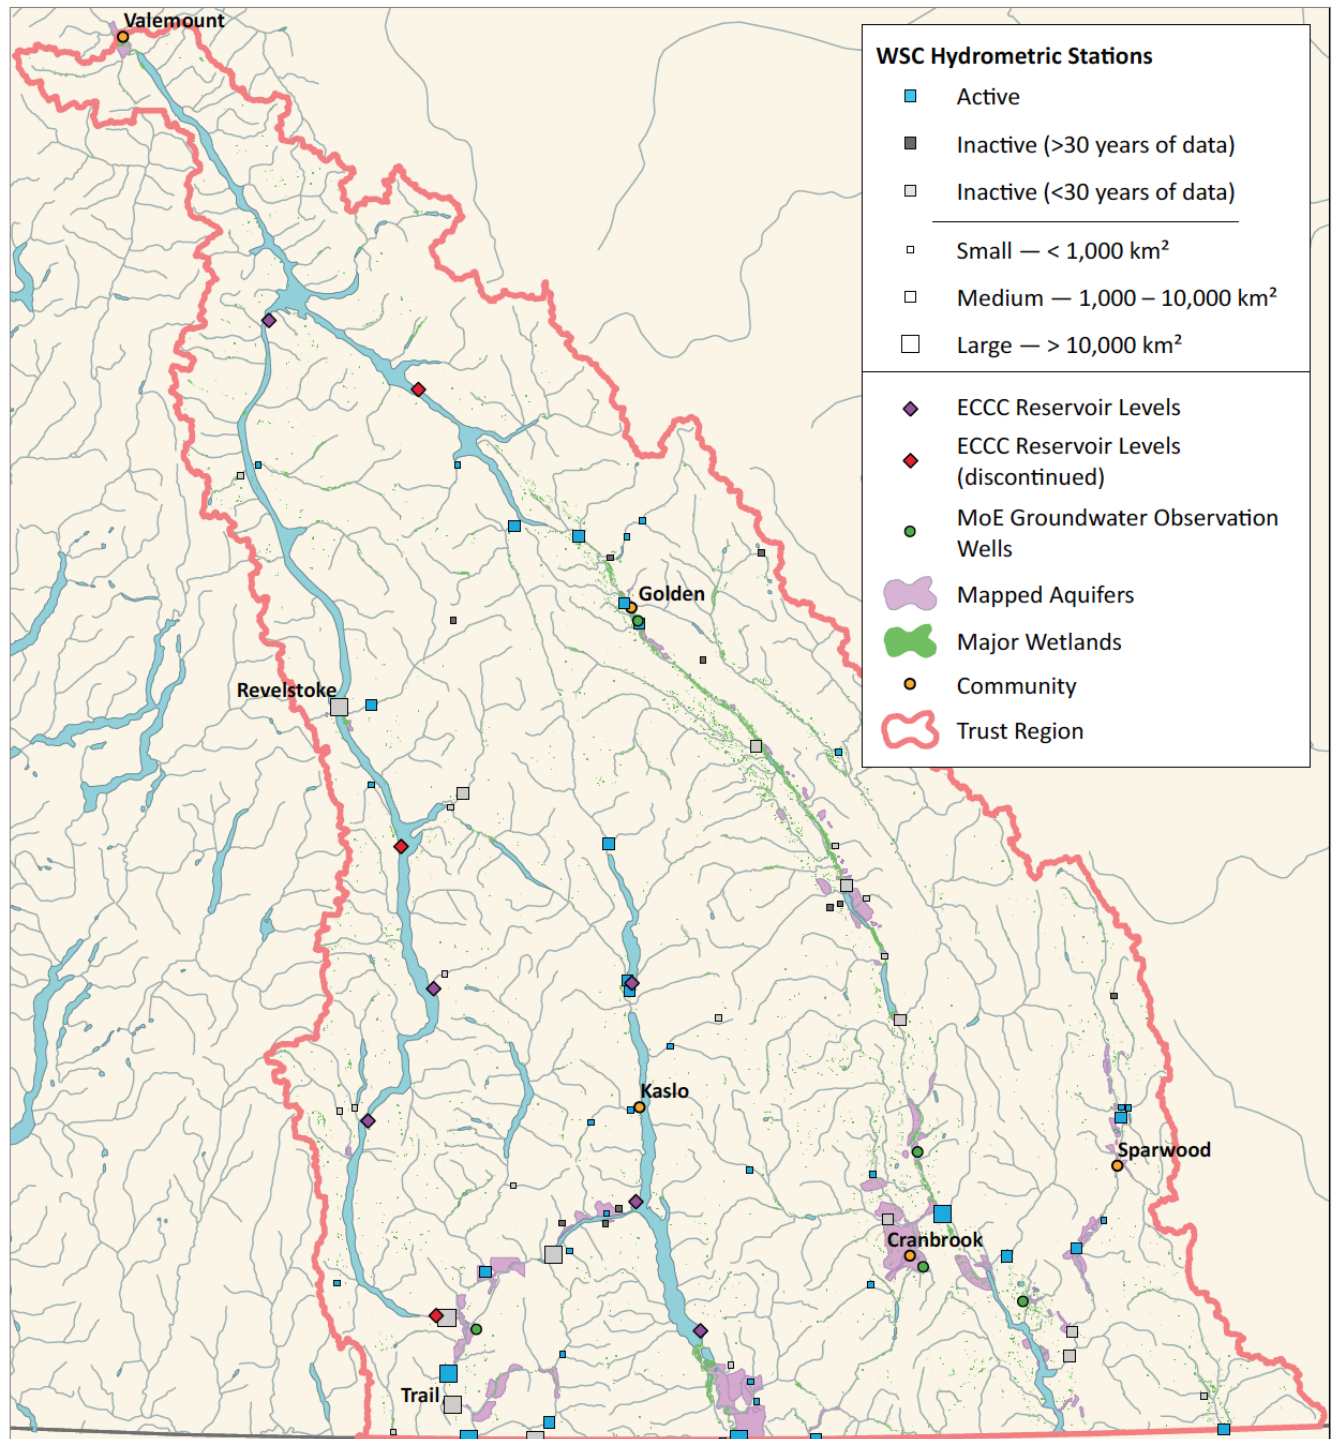 Valemount
WSC Hydrometric Stations
Active
Inactive (>30 years of data)
Inactive (<30 years of data)
Small — < 1,000 km²
Medium — 1,000 – 10,000 km²
Large — > 10,000 km²
ECCC Reservoir Levels
ECCC Reservoir Levels
(discontinued)
MoE Groundwater Observation
Wells
Mapped Aquifers
Major Wetlands
Community
Trust Region
Golden
Revelstoke
Kaslo
Sparwood
Cranbrook
Trail